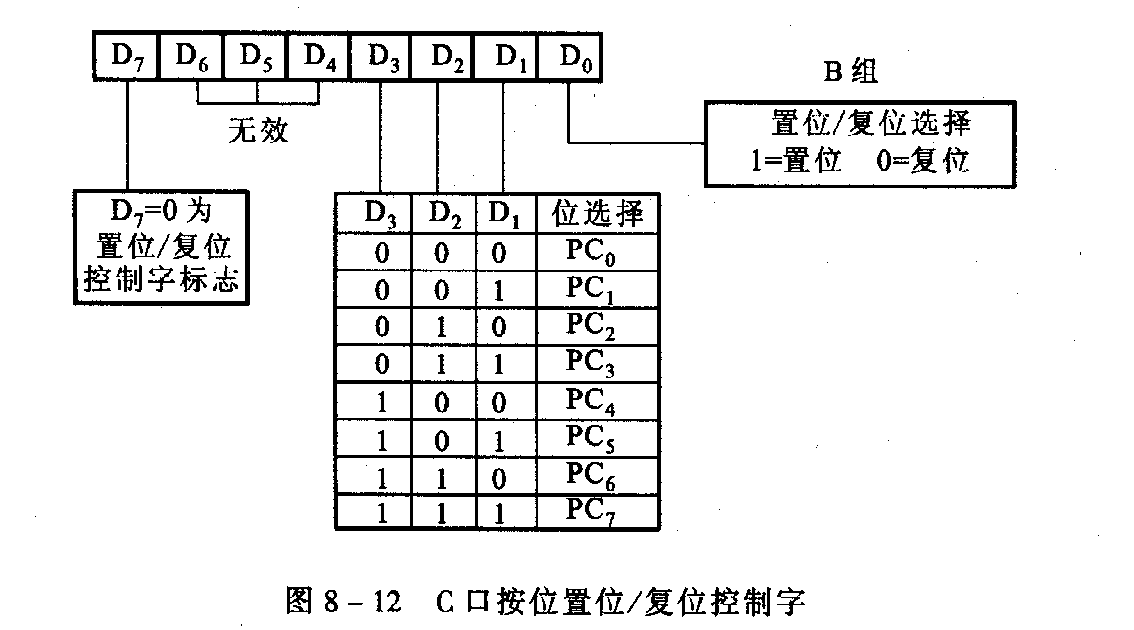 D7 D6 D5 D4 D3 D2 D1 D0
B组
无效
置位/复位选择
1=置位 0=复位
D7=0为
置位/复位
控制字标志
D3 D2 D1 位选择
0 0 0 PC0
0 0 1 PC1
0 1 0 PC2
0 1 1 PC3
1 0 0 PC4
1 0 1 PC5
1 1 0 PC6
1 1 1 PC7
图 8-12 C口按位置位/复位控制字